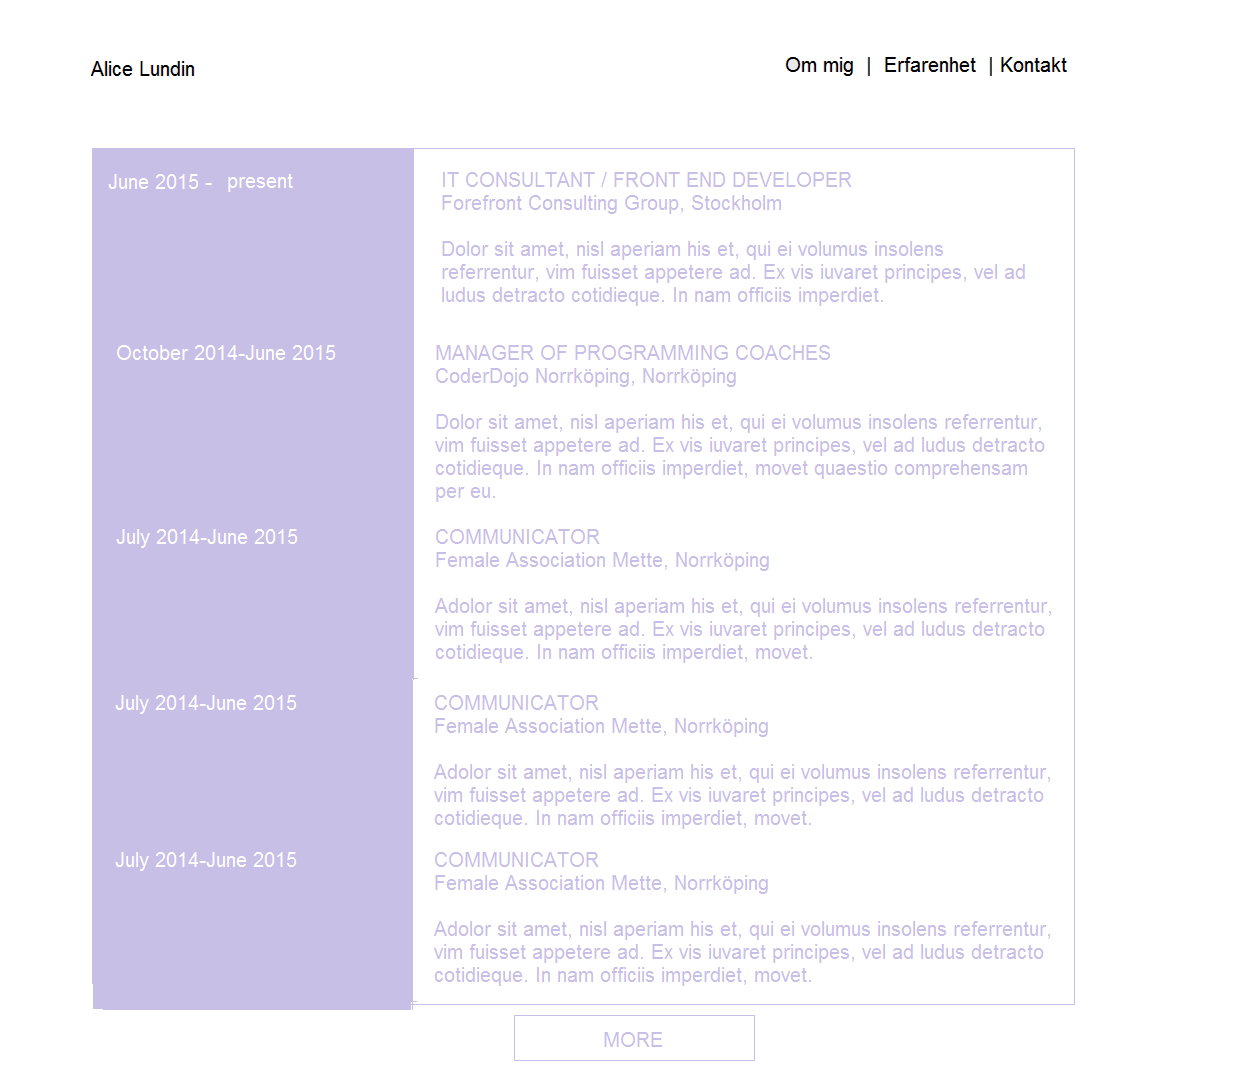 Alice Lundin
Om mig | Erfarenhet | Kontakt
June 2015 - present
IT CONSULTANT / FRONT END DEVELOPER
Forefront Consulting Group, Stockholm
Dolor sit amet, nisl aperiam his et, qui ei volumus insolens
referrentur, vim fuisset appetere ad. Ex vis iuvaret principes, vel ad
ludus detracto cotidieque. In nam officiis imperdiet.
October 2014-June 2015
MANAGER OF PROGRAMMING COACHES
CoderDojo Norrköping, Norrköping
Dolor sit amet, nisl aperiam his et, qui ei volumus insolens referrentur,
vim fuisset appetere ad. Ex vis iuvaret principes, vel ad ludus detracto
cotidieque. In nam officiis imperdiet, movet quaestio comprehensam
per eu.
July 2014-June 2015
COMMUNICATOR
Female Association Mette, Norrköping
Adolor sit amet, nisl aperiam his et, qui ei volumus insolens referrentur,
vim fuisset appetere ad. Ex vis iuvaret principes, vel ad ludus detracto
cotidieque. In nam officiis imperdiet, movet.
July 2014-June 2015
COMMUNICATOR
Female Association Mette, Norrköping
Adolor sit amet, nisl aperiam his et, qui ei volumus insolens referrentur,
vim fuisset appetere ad. Ex vis iuvaret principes, vel ad ludus detracto
cotidieque. In nam officiis imperdiet, movet.
July 2014-June 2015
COMMUNICATOR
Female Association Mette, Norrköping
Adolor sit amet, nisl aperiam his et, qui ei volumus insolens referrentur,
vim fuisset appetere ad. Ex vis iuvaret principes, vel ad ludus detracto
cotidieque. In nam officiis imperdiet, movet.
MORE